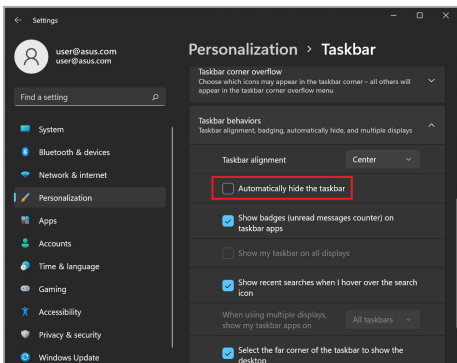 Settings
user@asus.com
user@asus.com
Find a setting
System
Bluetooth & devices
Network & internet
Personalization
Apps
Accounts
Time & language
Gaming
Accessibility
Privacy & security
Windows Update
Personalization > Taskbar
Taskbar corner overflow
Choose which icons may appear in the taskbar corner – all others will
appear in the taskbar corner overflow menu
Taskbar behaviors
Taskbar alignment, badging, automatically hide, and multiple displays
Taskbar alignment Center
Automatically hide the taskbar
Show badges (unread messages counter) on
taskbar apps
Show my taskbar on all displays
Show recent searches when I hover over the search
icon
When using multiple displays,
show my taskbar apps on All taskbars
Select the far corner of the taskbar to show the
desktop